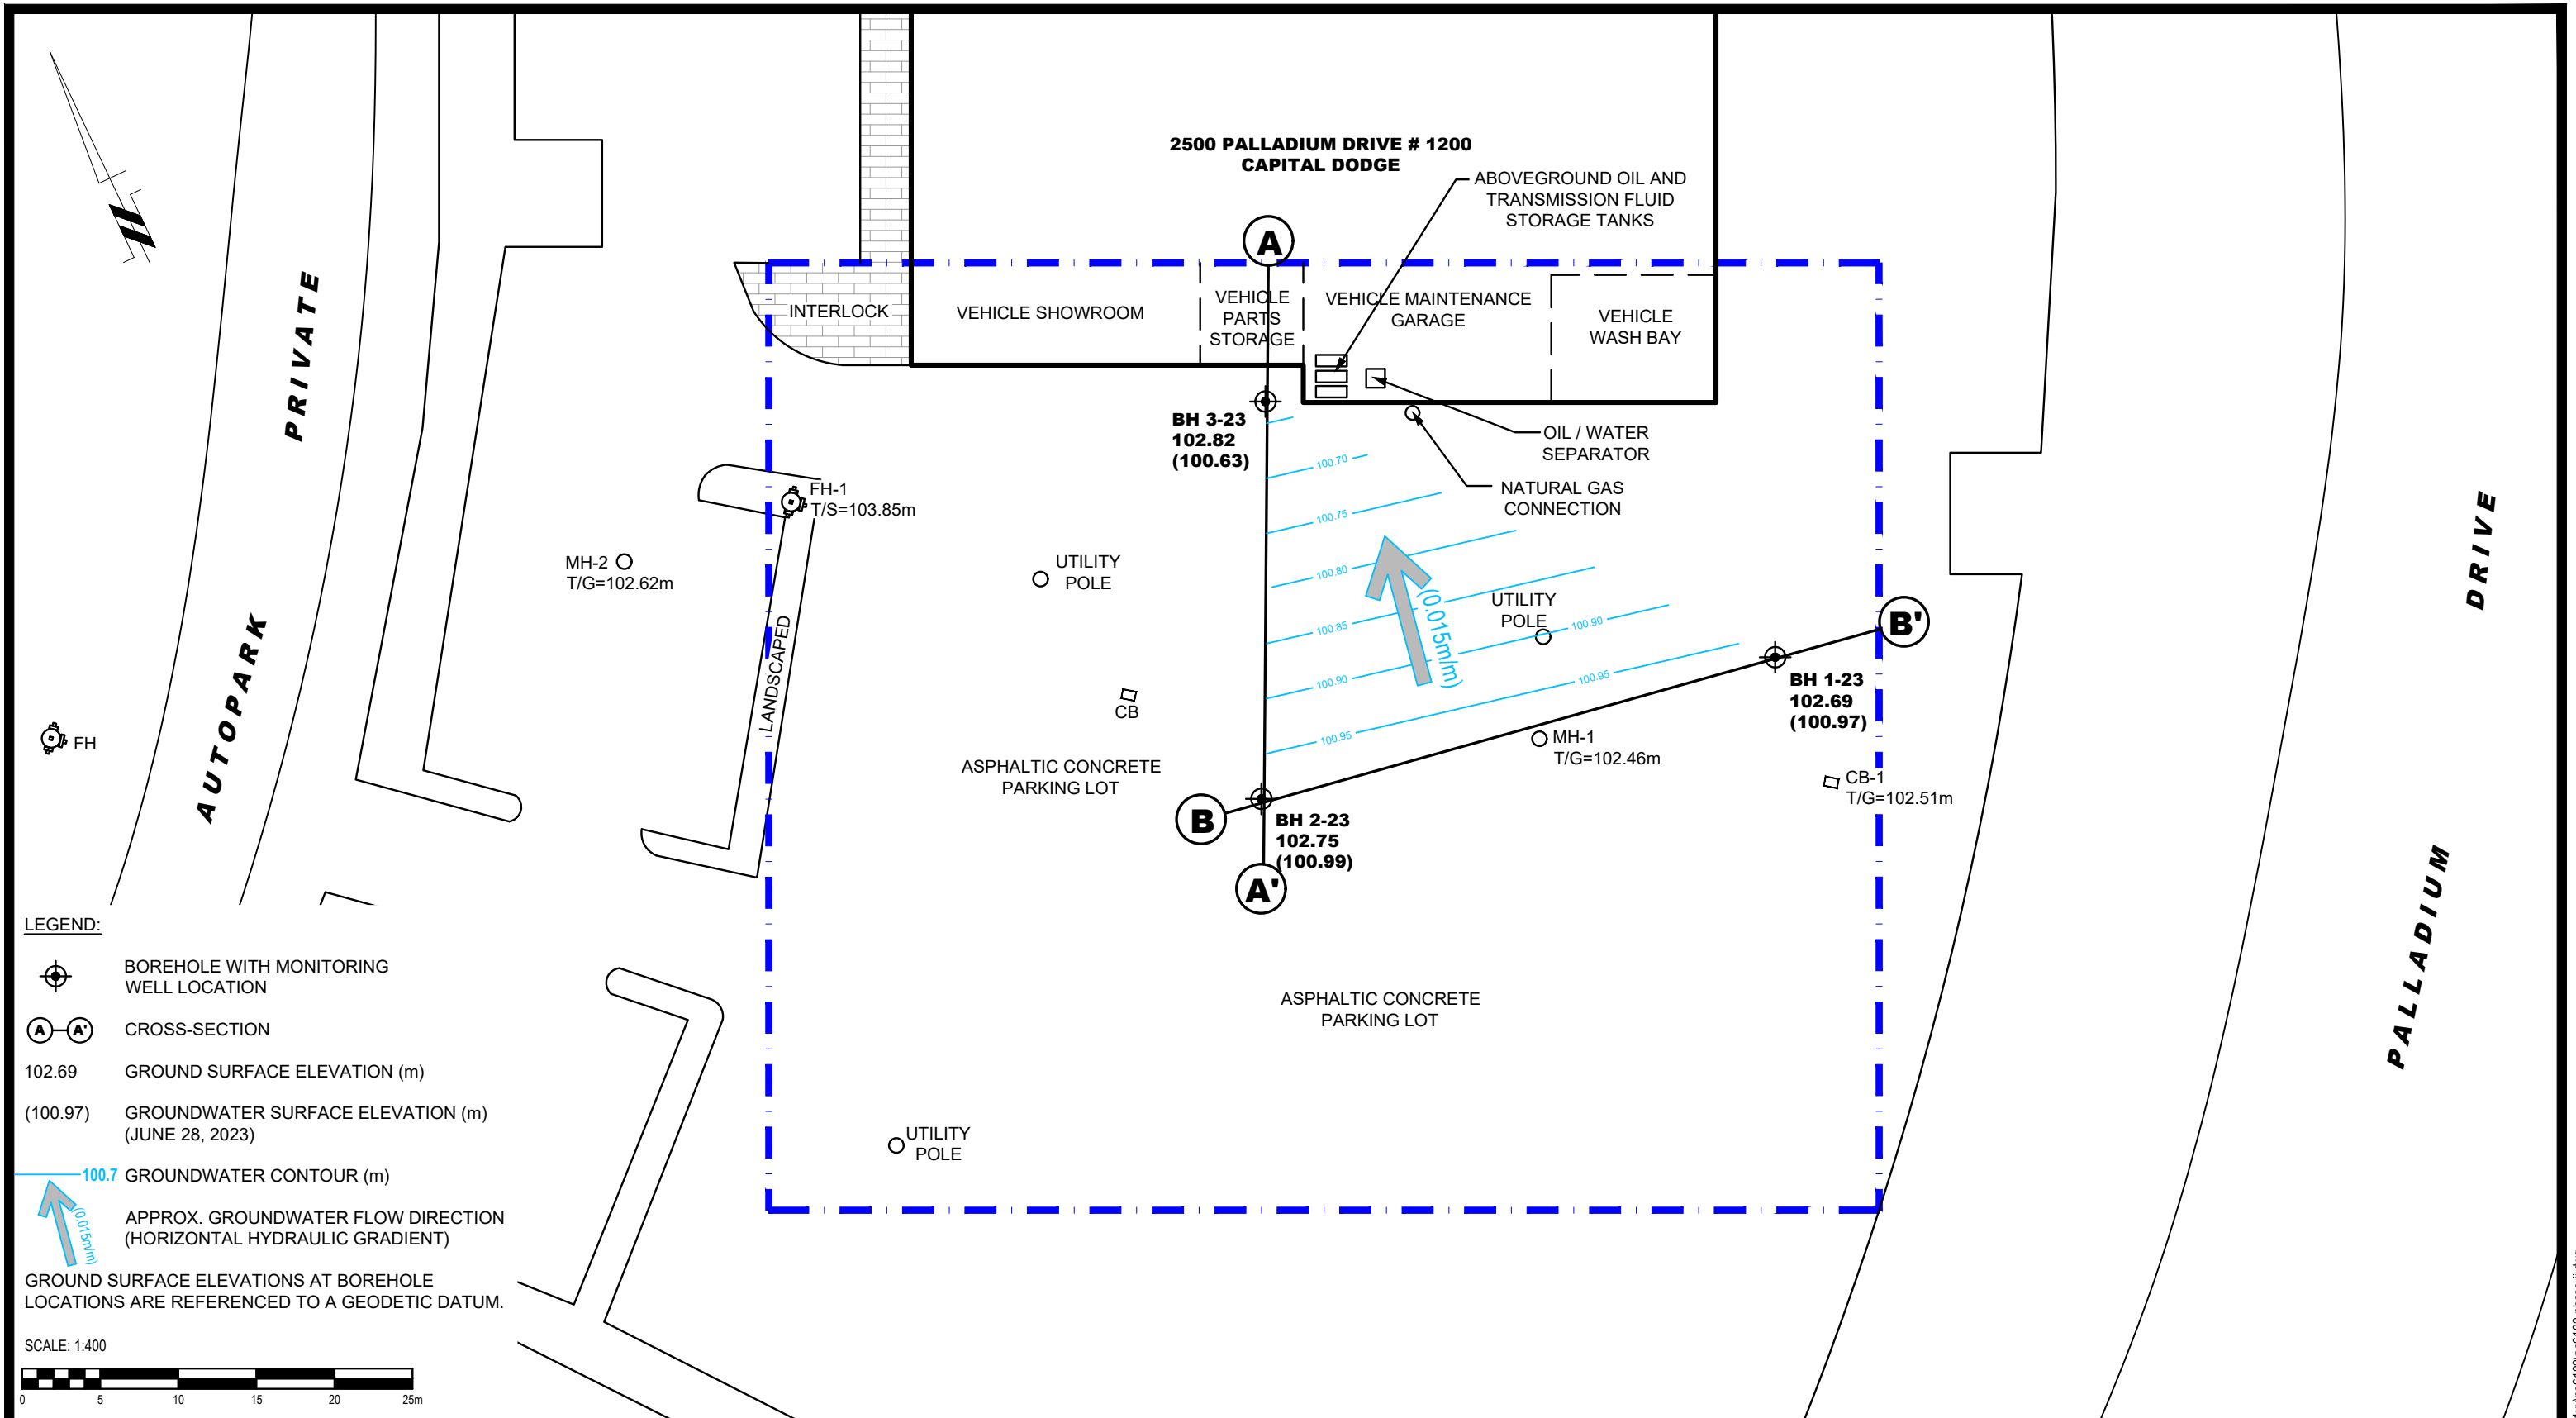 2500 PALLADIUM DRIVE # 1200
CAPITAL DODGE
ABOVEGROUND OIL AND
TRANSMISSION FLUID
STORAGE TANKS
A
INTERLOCK
VEHICLE SHOWROOM
VEHICLE
PARTS
STORAGE
VEHICLE MAINTENANCE
GARAGE
VEHICLE
WASH BAY
BH 3-23
102.82
(100.63)
OIL / WATER
SEPARATOR
NATURAL GAS
CONNECTION
100.70
100.75
100.80
100.85
100.90
100.95
100.90
100.95
(0.015m/m)
FH-1
T/S=103.85m
MH-2
T/G=102.62m
UTILITY
POLE
UTILITY
POLE
LANDSCAPED
CB
FH
B'
BH 1-23
102.69
(100.97)
MH-1
T/G=102.46m
CB-1
T/G=102.51m
ASPHALTIC CONCRETE
PARKING LOT
B
BH 2-23
102.75
(100.99)
A'
ASPHALTIC CONCRETE
PARKING LOT
UTILITY
POLE
AUTOPARK PRIVATE
PALLADIUM DRIVE
LEGEND:
BOREHOLE WITH MONITORING
WELL LOCATION
A A' CROSS-SECTION
102.69 GROUND SURFACE ELEVATION (m)
(100.97) GROUNDWATER SURFACE ELEVATION (m)
(JUNE 28, 2023)
100.7 GROUNDWATER CONTOUR (m)
(0.015m/m)
APPROX. GROUNDWATER FLOW DIRECTION
(HORIZONTAL HYDRAULIC GRADIENT)
GROUND SURFACE ELEVATIONS AT BOREHOLE
LOCATIONS ARE REFERENCED TO A GEODETIC DATUM.
SCALE: 1:400
0 5 10 15 20 25m